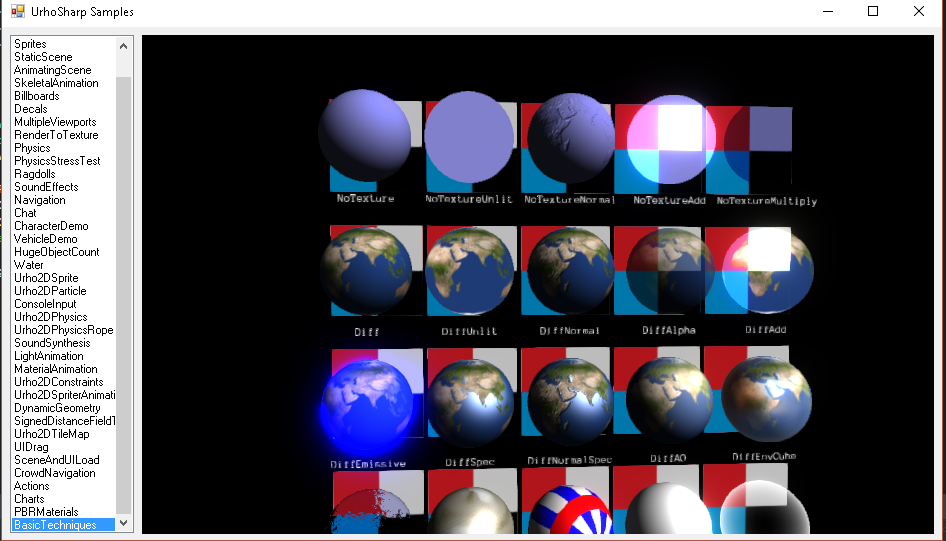 UrhoSharp Samples
Sprites
StaticScene
AnimatingScene
SkeletalAnimation
Billboards
Decals
MultipleViewports
RenderToTexture
Physics
PhysicsStressTest
Ragdolls
SoundEffects
Navigation
Chat
CharacterDemo
VehicleDemo
HugeObjectCount
Water
Urho2DSprite
Urho2DParticle
ConsoleInput
Urho2DPhysics
Urho2DPhysicsRope
SoundSynthesis
LightAnimation
MaterialAnimation
Urho2DConstraints
Urho2DSpriterAnimati
DynamicGeometry
SignedDistanceFieldT
Urho2DTileMap
UIDrag
SceneAndUILoad
CrowdNavigation
Actions
Charts
PBRMaterials
BasicTechniques
NoTexture NoTextureUnlit NoTextureNormal NoTextureAdd NoTextureMultiply
Diff DiffUnlit DiffNormal DiffAlpha DiffAdd
DiffEmissive DiffSpec DiffNormalSpec DiffAO DiffEnvCube